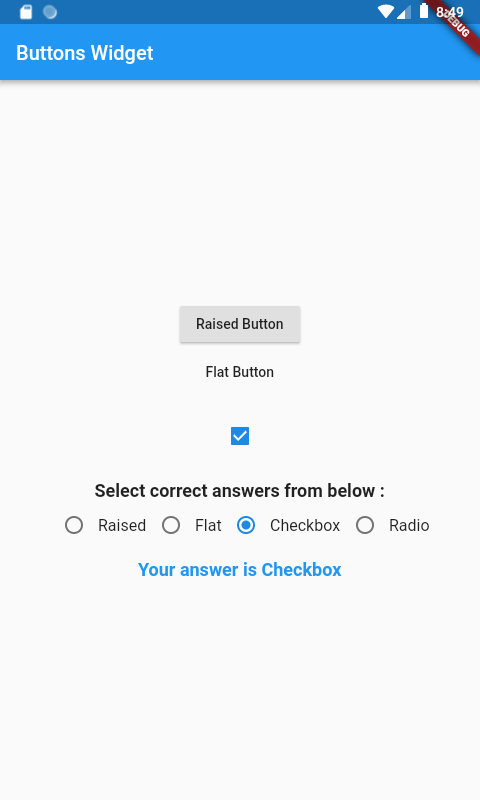 8:49
DEBUG
Buttons Widget
Raised Button
Flat Button
Select correct answers from below :
Raised Flat Checkbox Radio
Your answer is Checkbox